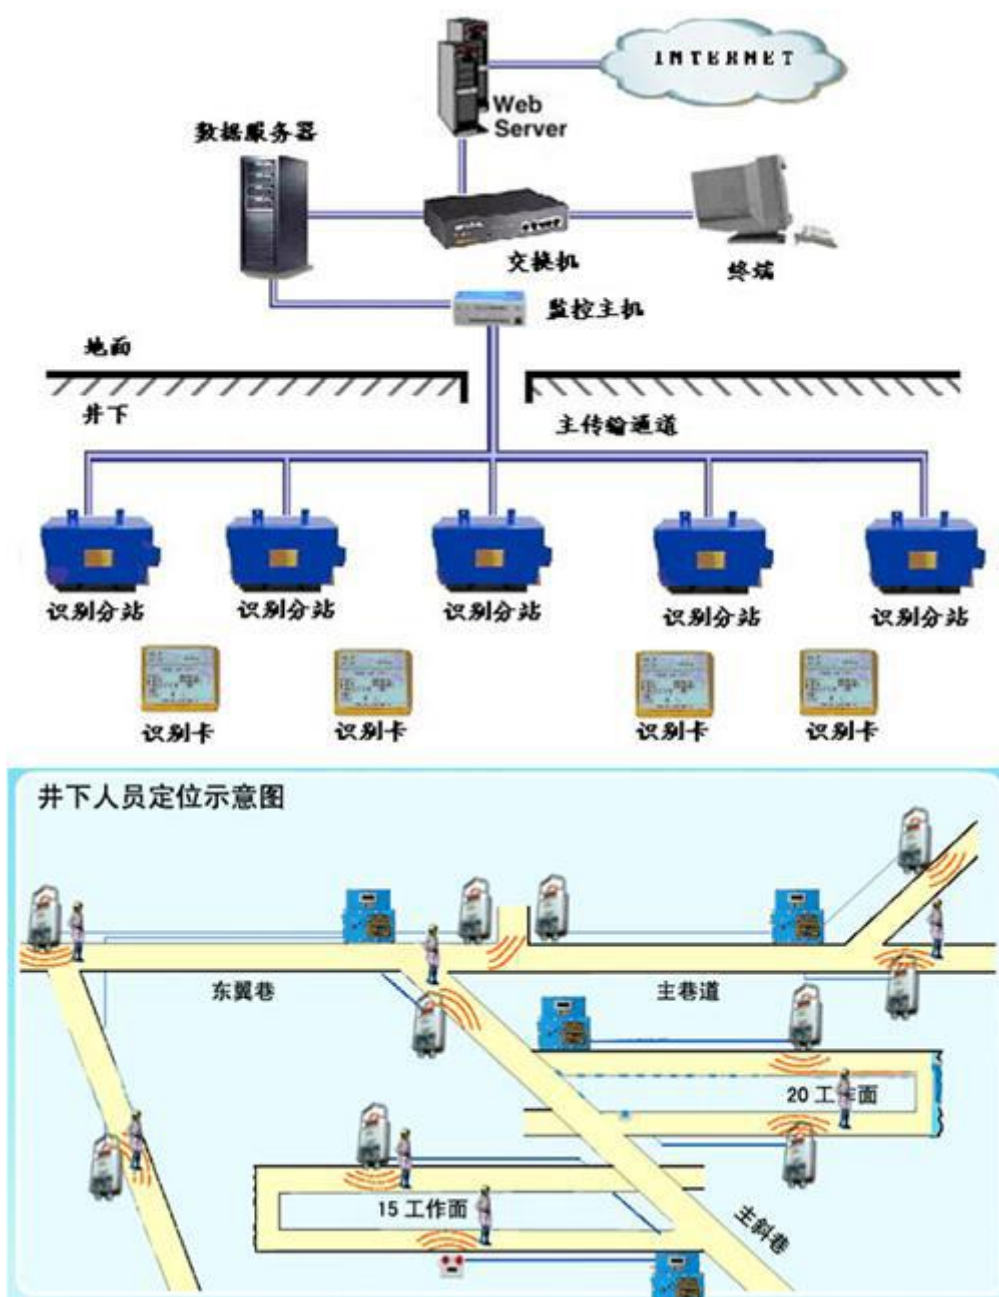 INTERNET
Web
Server
数据服务器
交换机
终端
监控主机
地面
井下
主传输通道
识别分站
识别分站
识别分站
识别分站
识别分站
识别卡
识别卡
识别卡
识别卡
井下人员定位示意图
东翼巷
主巷道
20 工作面
15 工作面
主斜巷